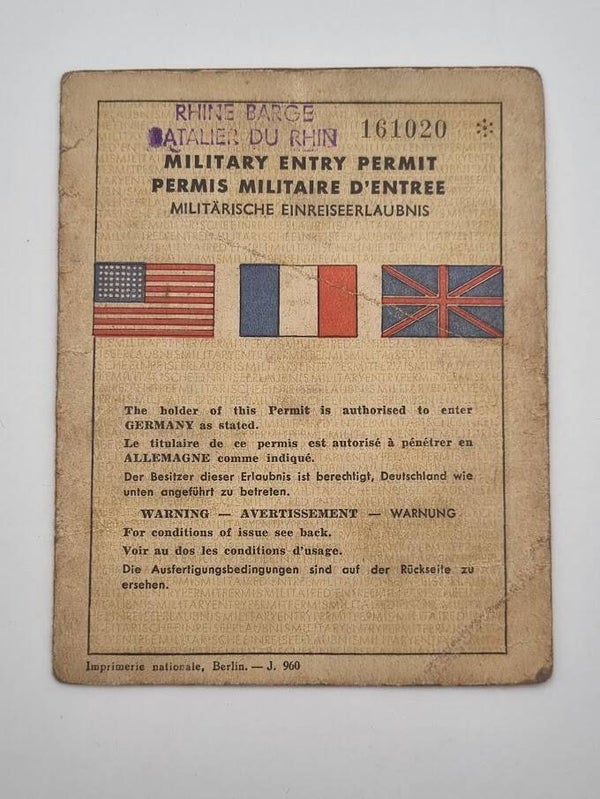 RHINE BARGE
BATALIER DU RHIN
161020 *
MILITARY ENTRY PERMIT
PERMIS MILITAIRE D'ENTREE
MILITÄRISCHE EINREISEERLAUBNIS
The holder of this Permit is authorised to enter
GERMANY as stated.
Le titulaire de ce permis est autorisé à pénétrer en
ALLEMAGNE comme indiqué.
Der Besitzer dieser Erlaubnis ist berechtigt, Deutschland wie
unten angeführt zu betreten.
WARNING — AVERTISSEMENT — WARNUNG
For conditions of issue see back.
Voir au dos les conditions d'usage.
Die Ausfertigungsbedingungen sind auf der Rückseite zu
ersehen.
Imprimerie nationale, Berlin. — J. 960